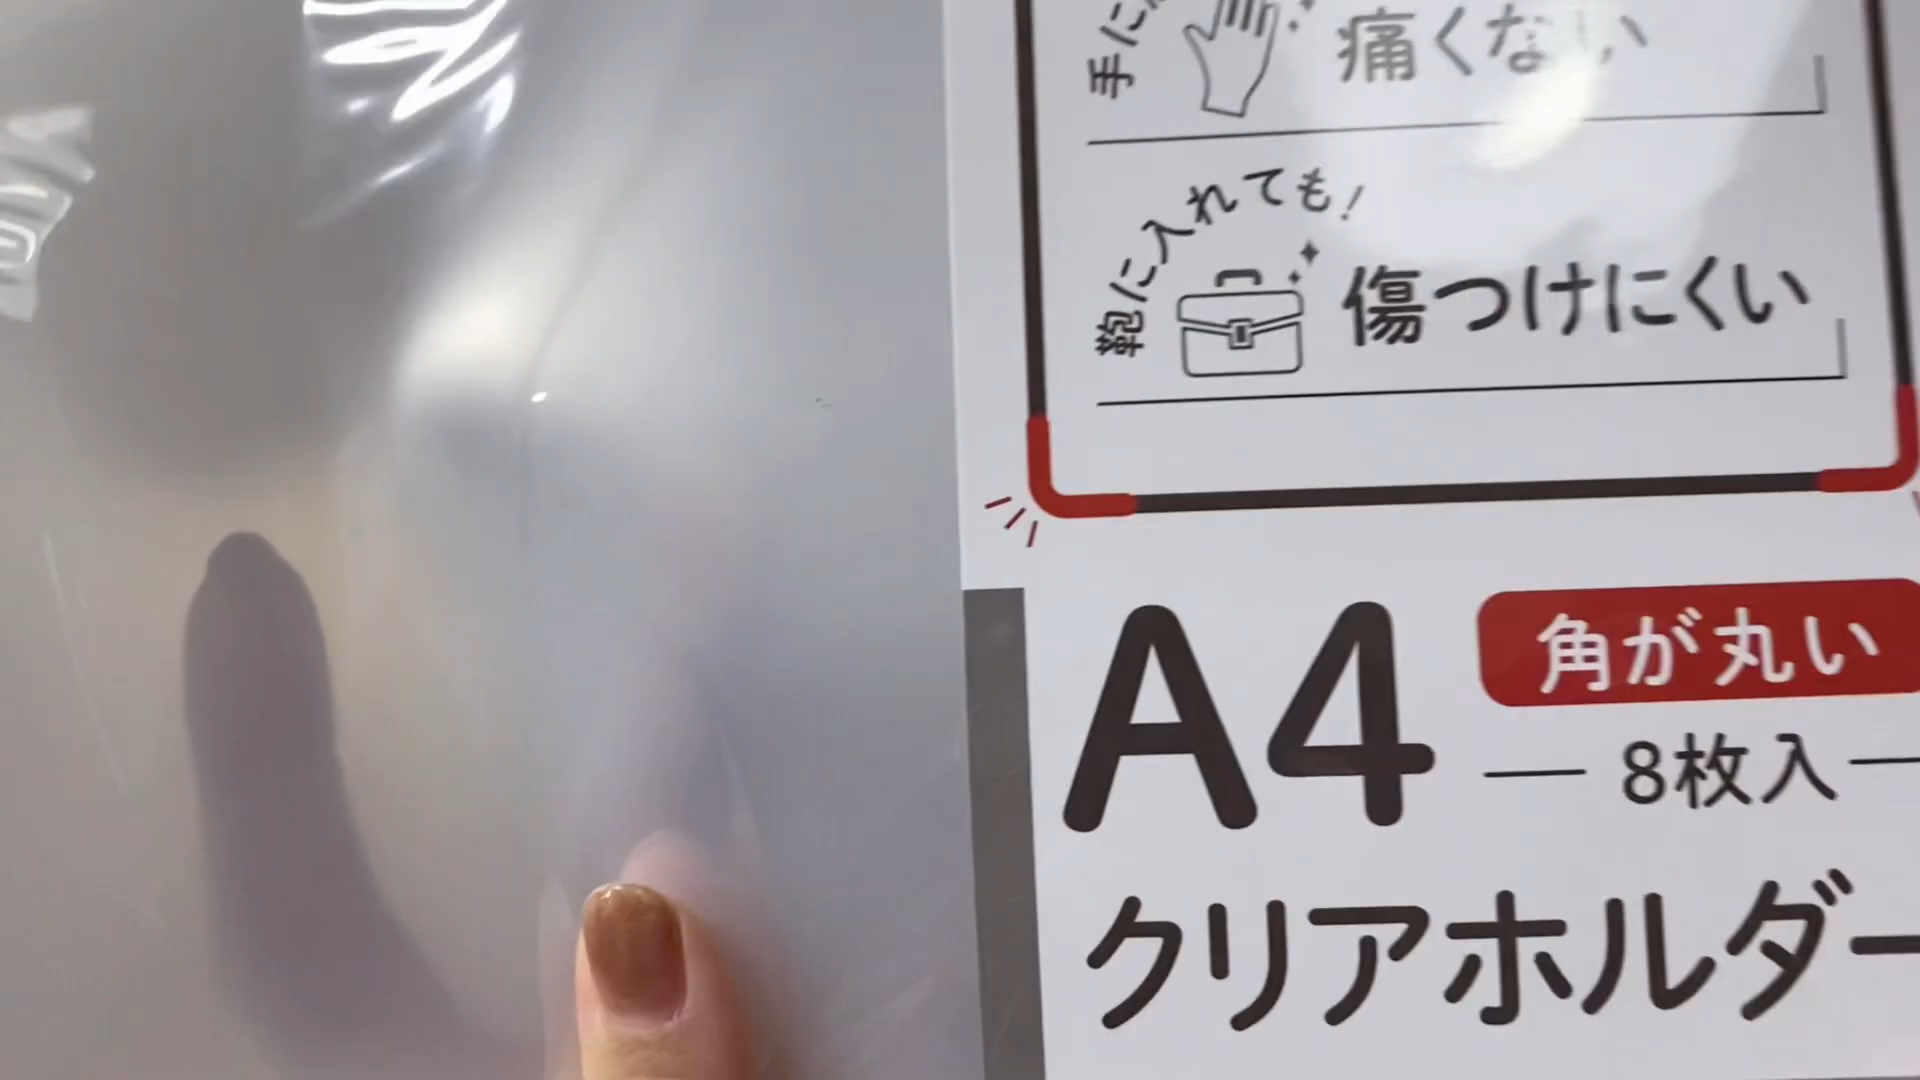 手に
痛くない
鞄に入れても!
傷つけにくい
A4
角が丸い
8枚入
クリアホルダー